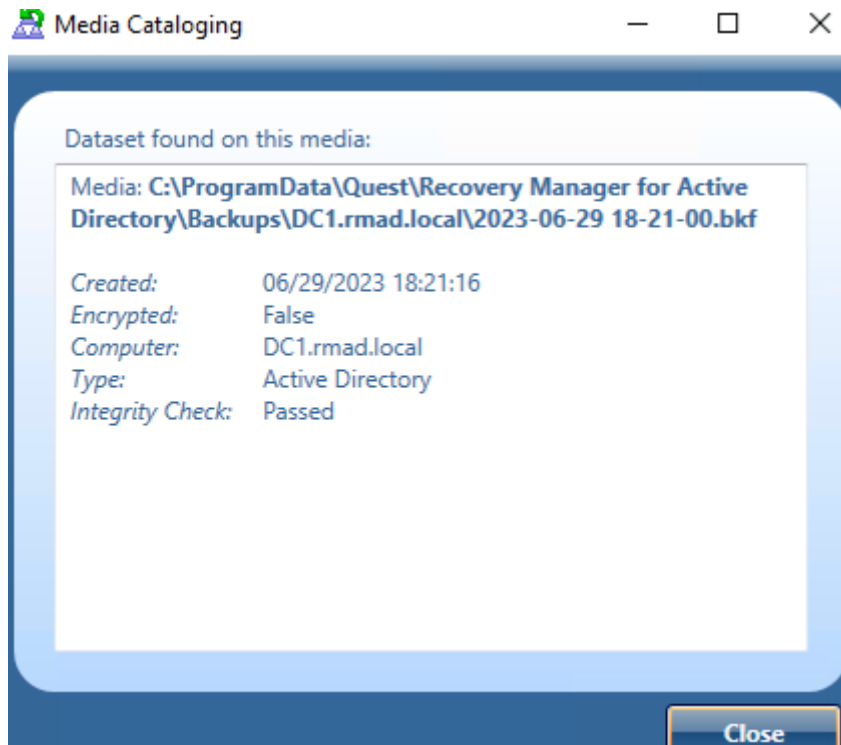 Media Cataloging
Dataset found on this media:
Media: C:\ProgramData\Quest\Recovery Manager for Active
Directory\Backups\DC1.rmad.local\2023-06-29 18-21-00.bkf
Created: 06/29/2023 18:21:16
Encrypted: False
Computer: DC1.rmad.local
Type: Active Directory
Integrity Check: Passed
Close